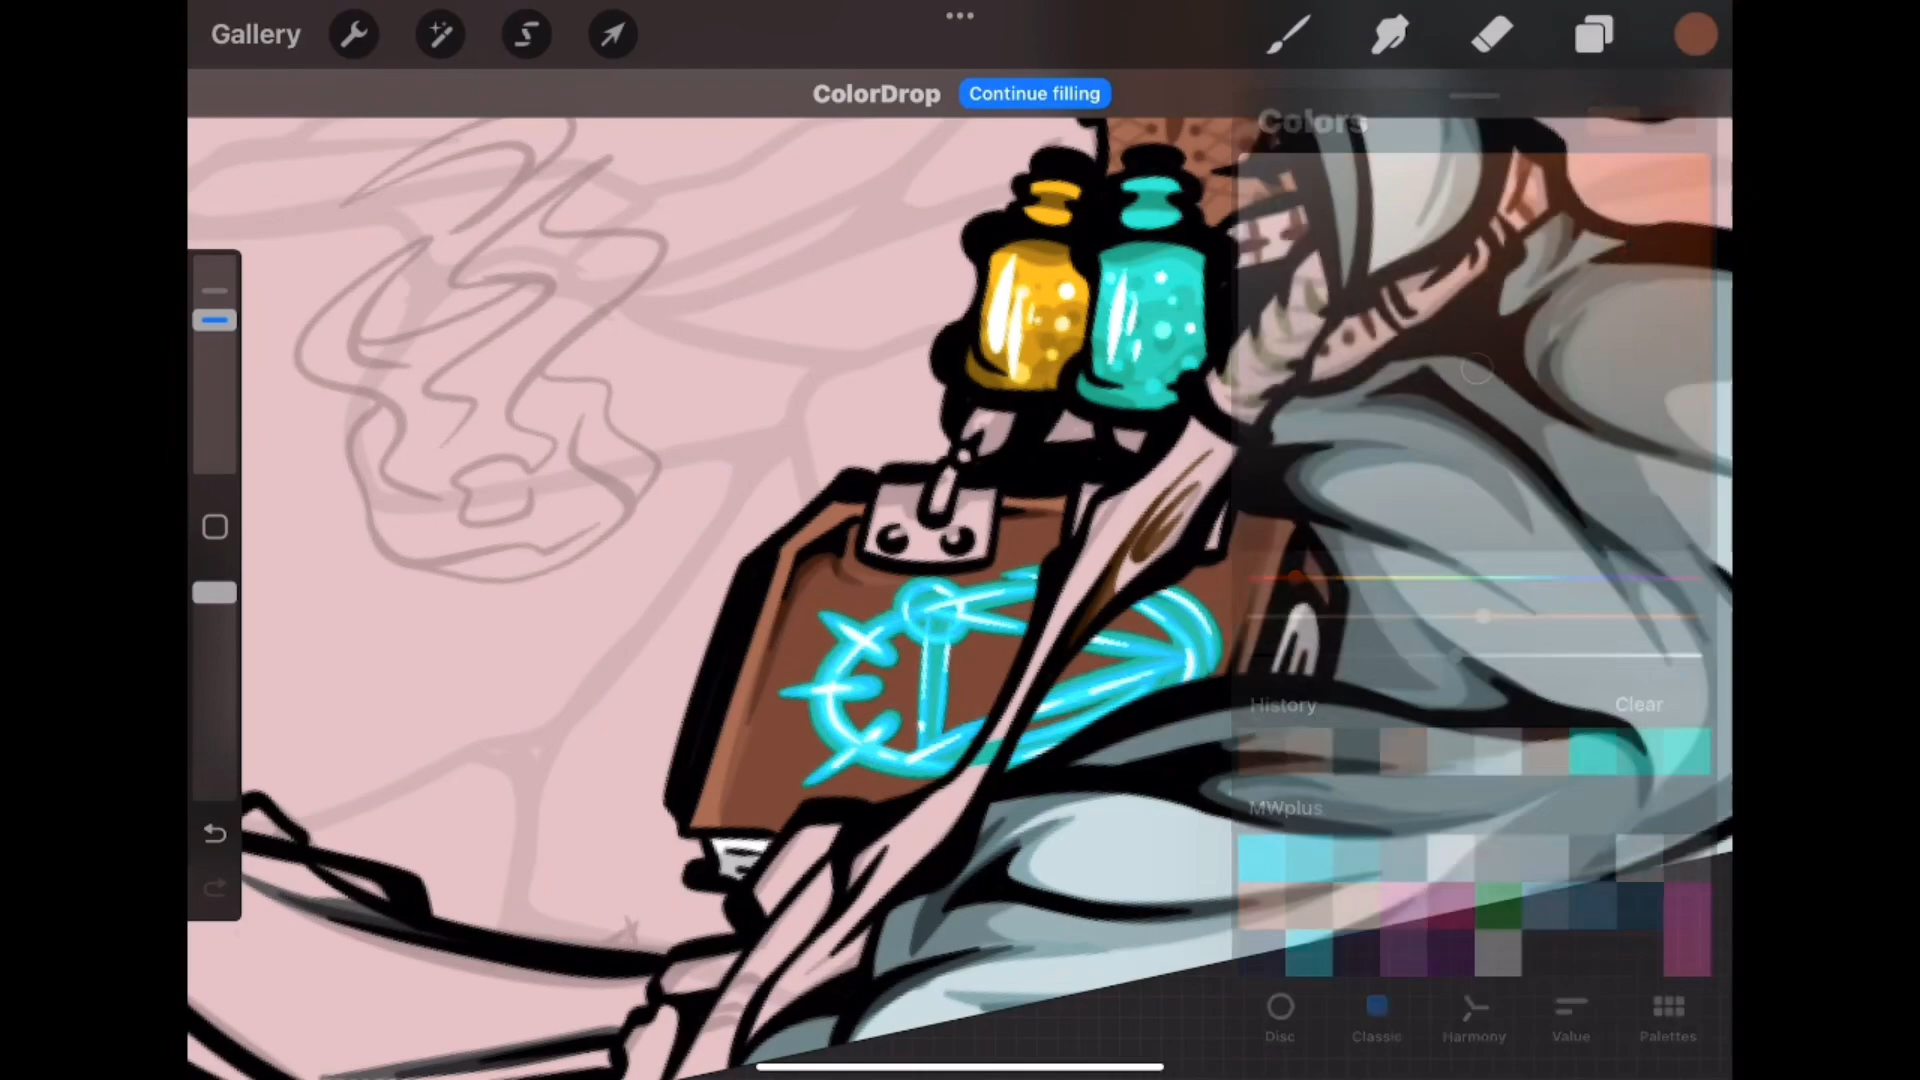 Gallery
ColorDrop Continue filling
Colors
History Clear
MWplus
Disc Classic Harmony Value Palettes